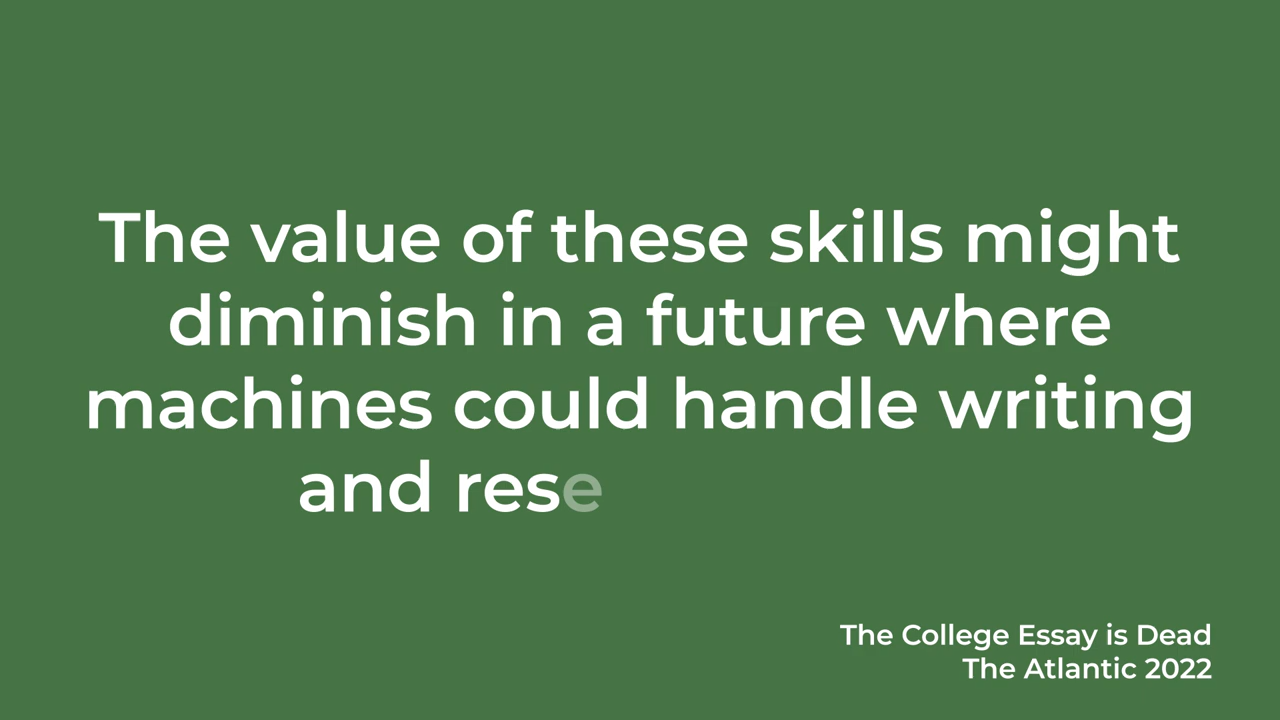 The value of these skills might
diminish in a future where
machines could handle writing
and rese
The College Essay is Dead
The Atlantic 2022